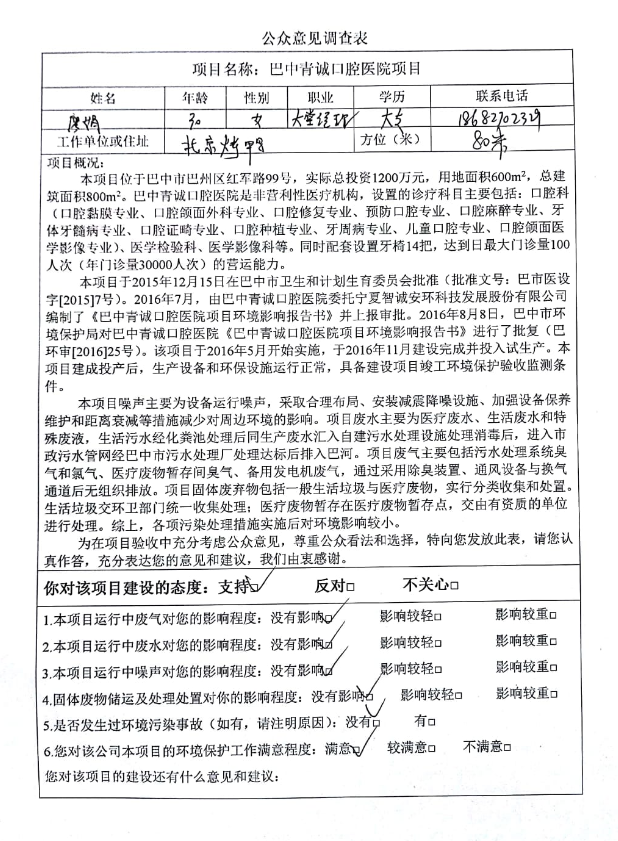 公众意见调查表
项目名称：巴中青诚口腔医院项目
姓名 年龄 性别 职业 学历 联系电话
30 女 大堂经理 大专 18682702329
工作单位或住址 北京烤鸭 方位（米） 80米
项目概况：
本项目位于巴中市巴州区红军路99号，实际总投资1200万元，用地面积600m²，总建
筑面积800m²。巴中青诚口腔医院是非营利性医疗机构，设置的诊疗科目主要包括：口腔科
（口腔黏膜专业、口腔颌面外科专业、口腔修复专业、预防口腔专业、口腔麻醉专业、牙
体牙髓病专业、口腔证畸专业、口腔种植专业、牙周病专业、儿童口腔专业、口腔颌面医
学影像专业）、医学检验科、医学影像科等。同时配套设置牙椅14把，达到日最大门诊量100
人次（年门诊量30000人次）的营运能力。
本项目于2015年12月15日在巴中市卫生和计划生育委员会批准（批准文号：巴市医设
字[2015]7号）。2016年7月，由巴中青诚口腔医院委托宁夏智诚安环科技发展股份有限公司
编制了《巴中青诚口腔医院项目环境影响报告书》并上报审批。2016年8月8日，巴中市环
境保护局对巴中青诚口腔医院《巴中青诚口腔医院项目环境影响报告书》进行了批复（巴
环审[2016]25号）。该项目于2016年5月开始实施，于2016年11月建设完成并投入试生产。本
项目建成投产后，生产设备和环保设施运行正常，具备建设项目竣工环境保护验收监测条
件。
本项目噪声主要为设备运行噪声，采取合理布局、安装减震降噪设施、加强设备保养
维护和距离衰减等措施减少对周边环境的影响。项目废水主要为医疗废水、生活废水和特
殊废液，生活污水经化粪池处理后同生产废水汇入自建污水处理设施处理消毒后，进入市
政污水管网经巴中市污水处理厂处理达标后排入巴河。项目废气主要包括污水处理系统臭
气和氯气、医疗废物暂存间臭气、备用发电机废气，通过采用除臭装置、通风设备与换气
通道后无组织排放。项目固体废弃物包括一般生活垃圾与医疗废物，实行分类收集和处置。
生活垃圾交环卫部门统一收集处理；医疗废物暂存在医疗废物暂存点，交由有资质的单位
进行处理。综上，各项污染处理措施实施后对环境影响较小。
为在项目验收中充分考虑公众意见，尊重公众看法和选择，特向您发放此表，请您认
真作答，充分表达您的意见和建议，我们由衷感谢。
你对该项目建设的态度：支持□ 反对□ 不关心□
1.本项目运行中废气对您的影响程度：没有影响□ 影响较轻□ 影响较重□
2.本项目运行中废水对您的影响程度：没有影响□ 影响较轻□ 影响较重□
3.本项目运行中噪声对您的影响程度：没有影响□ 影响较轻□ 影响较重□
4.固体废物储运及处理处置对你的影响程度：没有影响□ 影响较轻□ 影响较重□
5.是否发生过环境污染事故（如有，请注明原因）：没有□ 有□
6.您对该公司本项目的环境保护工作满意程度：满意□ 较满意□ 不满意□
您对该项目的建设还有什么意见和建议：